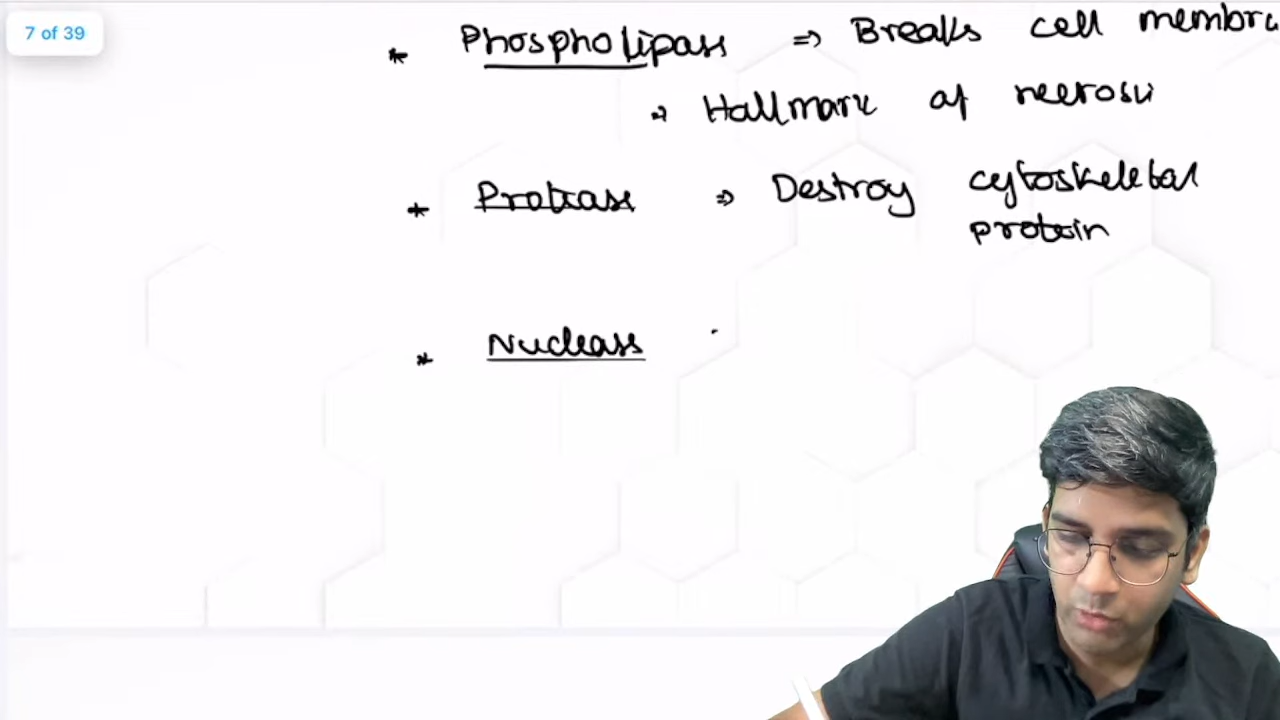 7 of 39
* Phospholipase ⇒ Breaks cell membra
⇒ Hallmark of necrosis
* Protease ⇒ Destroy cytoskeletal
protein
* Nuclease